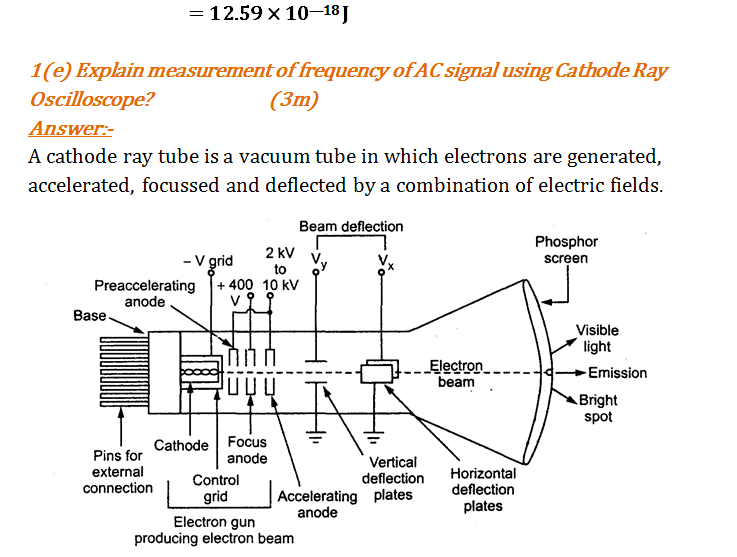 = 12.59 × 10⁻¹⁸J
1(e) Explain measurement of frequency of AC signal using Cathode Ray
Oscilloscope? (3m)
Answer:-
A cathode ray tube is a vacuum tube in which electrons are generated,
accelerated, focussed and deflected by a combination of electric fields.
Beam deflection
Phosphor
screen
– V grid
2 kV
to
10 kV
Vy
Vx
Preaccelerating
anode
+ 400
V
Base
Visible
light
Electron
beam
Emission
Bright
spot
Pins for
external
connection
Cathode
Focus
anode
Control
grid
Accelerating
anode
Vertical
deflection
plates
Horizontal
deflection
plates
Electron gun
producing electron beam